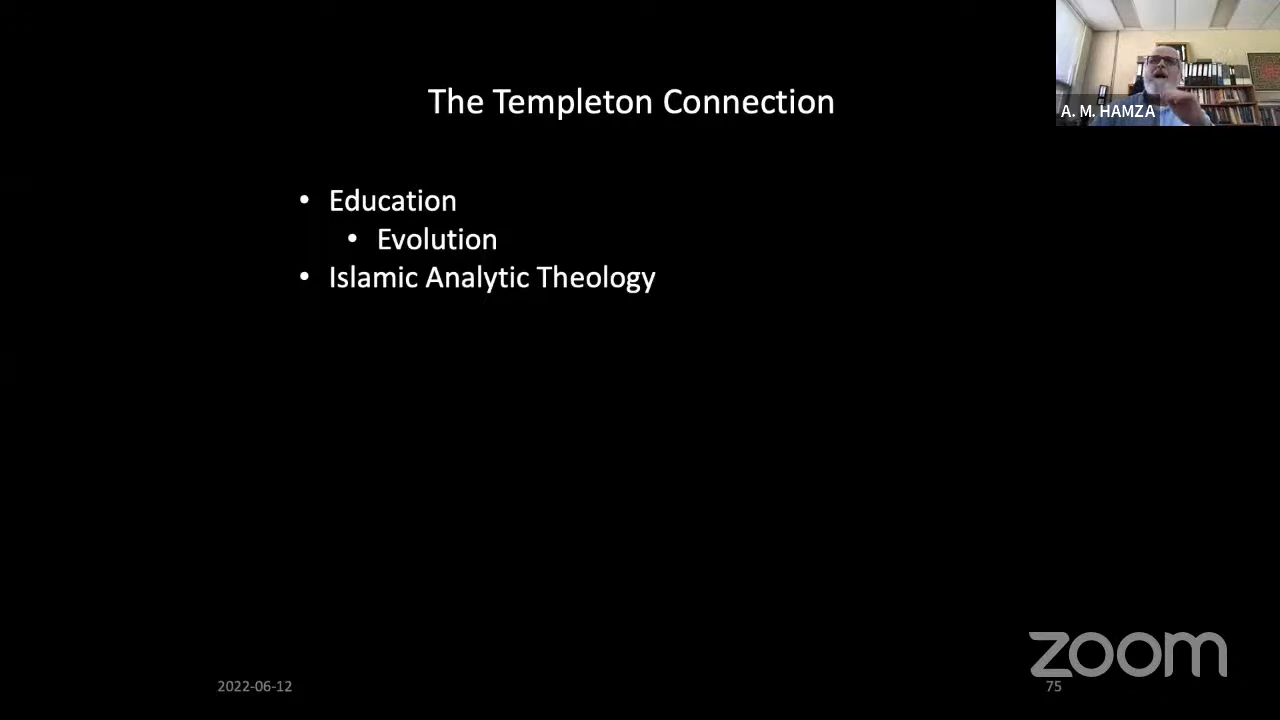 The Templeton Connection
A. M. HAMZA
• Education
• Evolution
• Islamic Analytic Theology
zoom
2022-06-12
75